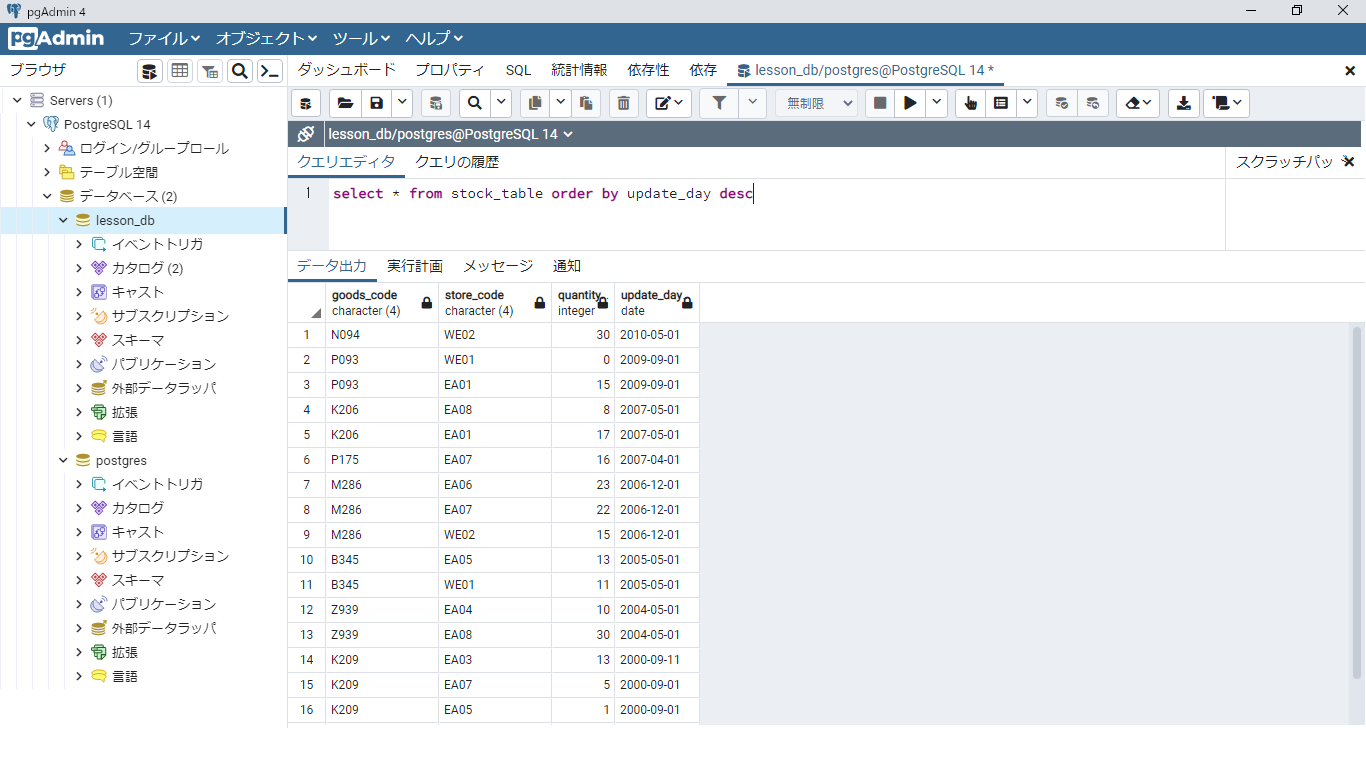 pgAdmin 4
pgAdmin ファイル オブジェクト ツール ヘルプ
ブラウザ
ダッシュボード プロパティ SQL 統計情報 依存性 依存 lesson_db/postgres@PostgreSQL 14 *
無制限
lesson_db/postgres@PostgreSQL 14
クエリエディタ クエリの履歴 スクラッチパッ
1 select * from stock_table order by update_day desc
Servers (1)
PostgreSQL 14
ログイン/グループロール
テーブル空間
データベース (2)
lesson_db
イベントトリガ
カタログ (2)
キャスト
サブスクリプション
スキーマ
パブリケーション
外部データラッパ
拡張
言語
postgres
イベントトリガ
カタログ
キャスト
サブスクリプション
スキーマ
パブリケーション
外部データラッパ
拡張
言語
データ出力 実行計画 メッセージ 通知
goods_code store_code quantity update_day
character (4) character (4) integer date
1 N094 WE02 30 2010-05-01
2 P093 WE01 0 2009-09-01
3 P093 EA01 15 2009-09-01
4 K206 EA08 8 2007-05-01
5 K206 EA01 17 2007-05-01
6 P175 EA07 16 2007-04-01
7 M286 EA06 23 2006-12-01
8 M286 EA07 22 2006-12-01
9 M286 WE02 15 2006-12-01
10 B345 EA05 13 2005-05-01
11 B345 WE01 11 2005-05-01
12 Z939 EA04 10 2004-05-01
13 Z939 EA08 30 2004-05-01
14 K209 EA03 13 2000-09-11
15 K209 EA07 5 2000-09-01
16 K209 EA05 1 2000-09-01